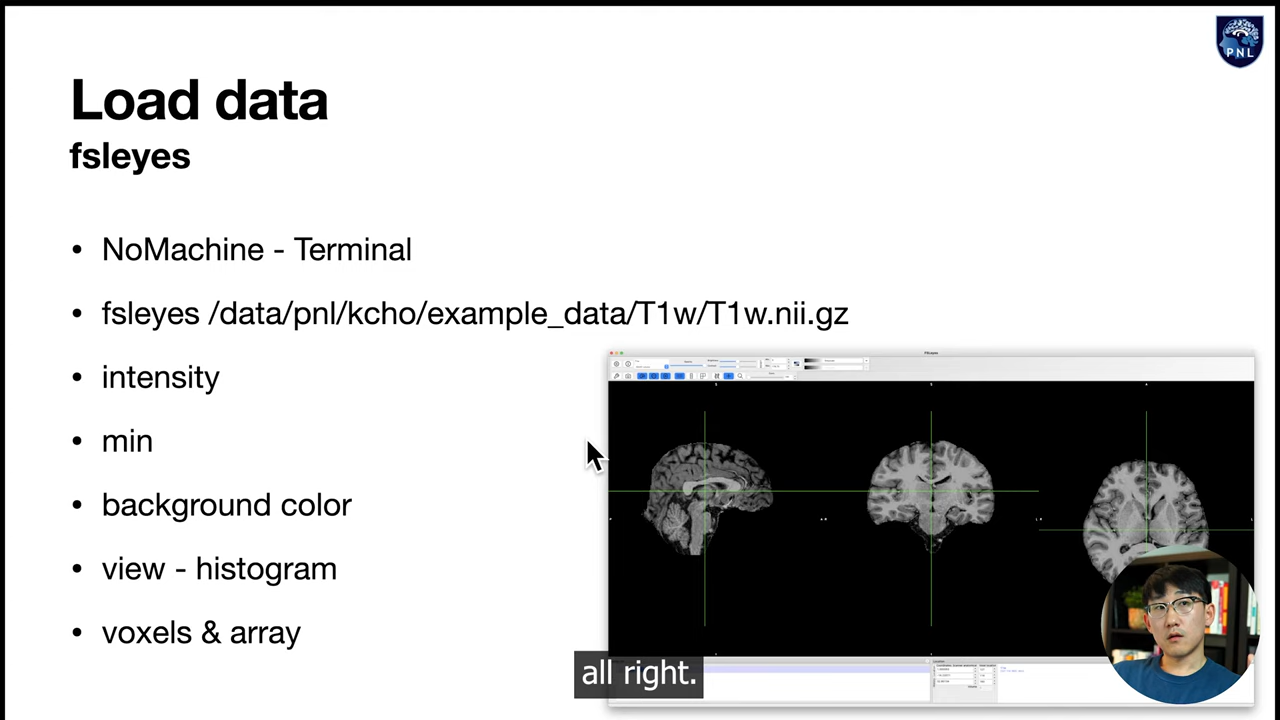 PNL
Load data
fsleyes
• NoMachine - Terminal
• fsleyes /data/pnl/kcho/example_data/T1w/T1w.nii.gz
• intensity
• min
• background color
• view - histogram
• voxels & array
FSLeyes
all right.